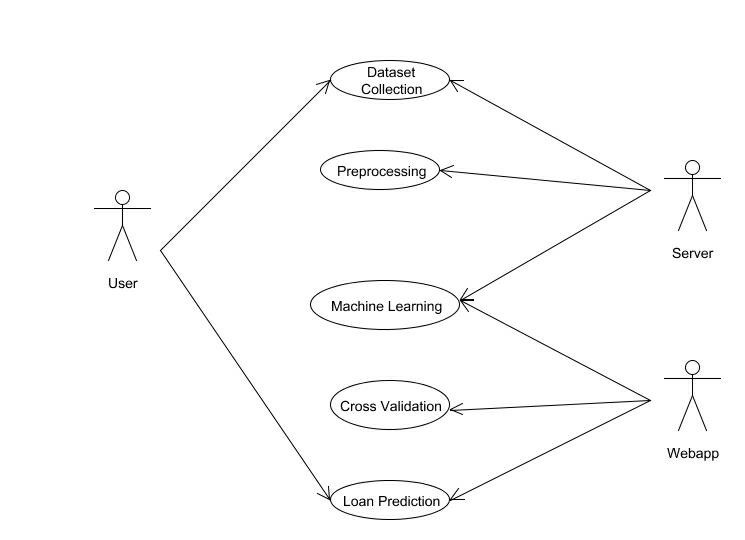 Dataset
Collection
Preprocessing
User
Server
Machine Learning
Cross Validation
Webapp
Loan Prediction